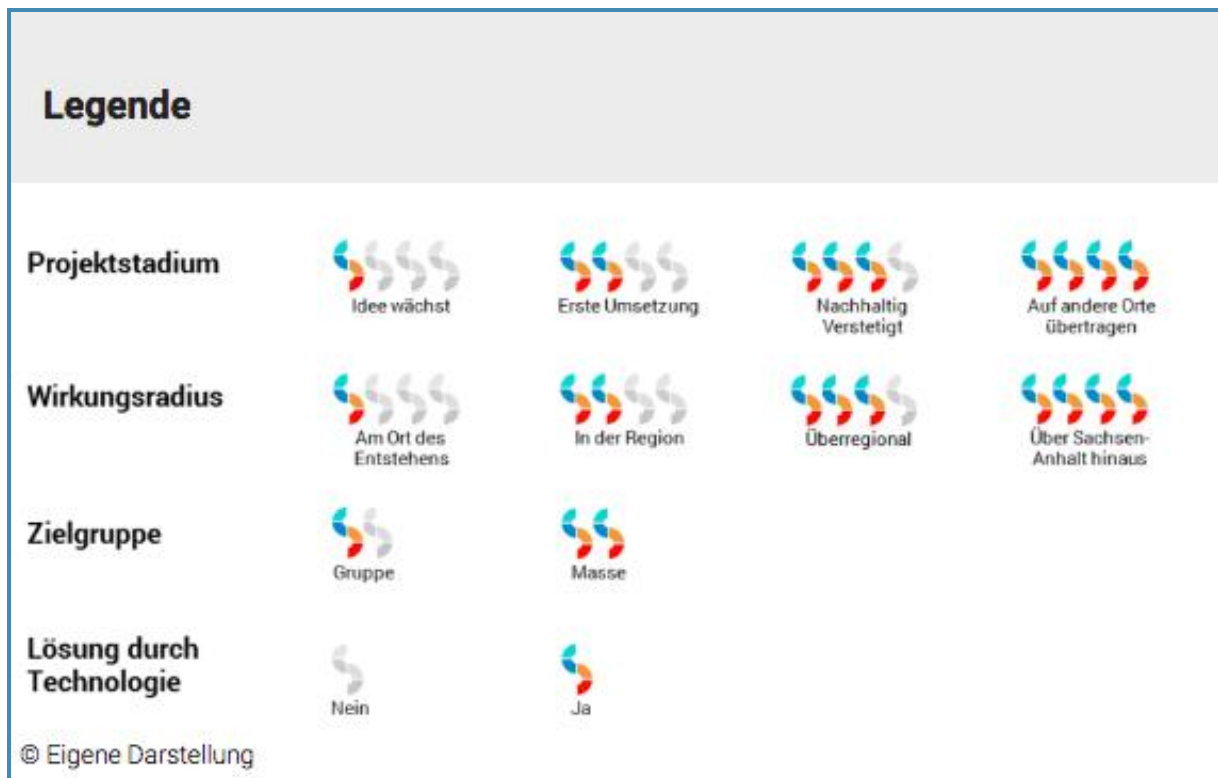 Legende
Projektstadium
Idee wächst
Erste Umsetzung
Nachhaltig
Verstetigt
Auf andere Orte
übertragen
Wirkungsradius
Am Ort des
Entstehens
In der Region
Überregional
Über Sachsen-
Anhalt hinaus
Zielgruppe
Gruppe
Masse
Lösung durch
Technologie
Nein
Ja
© Eigene Darstellung